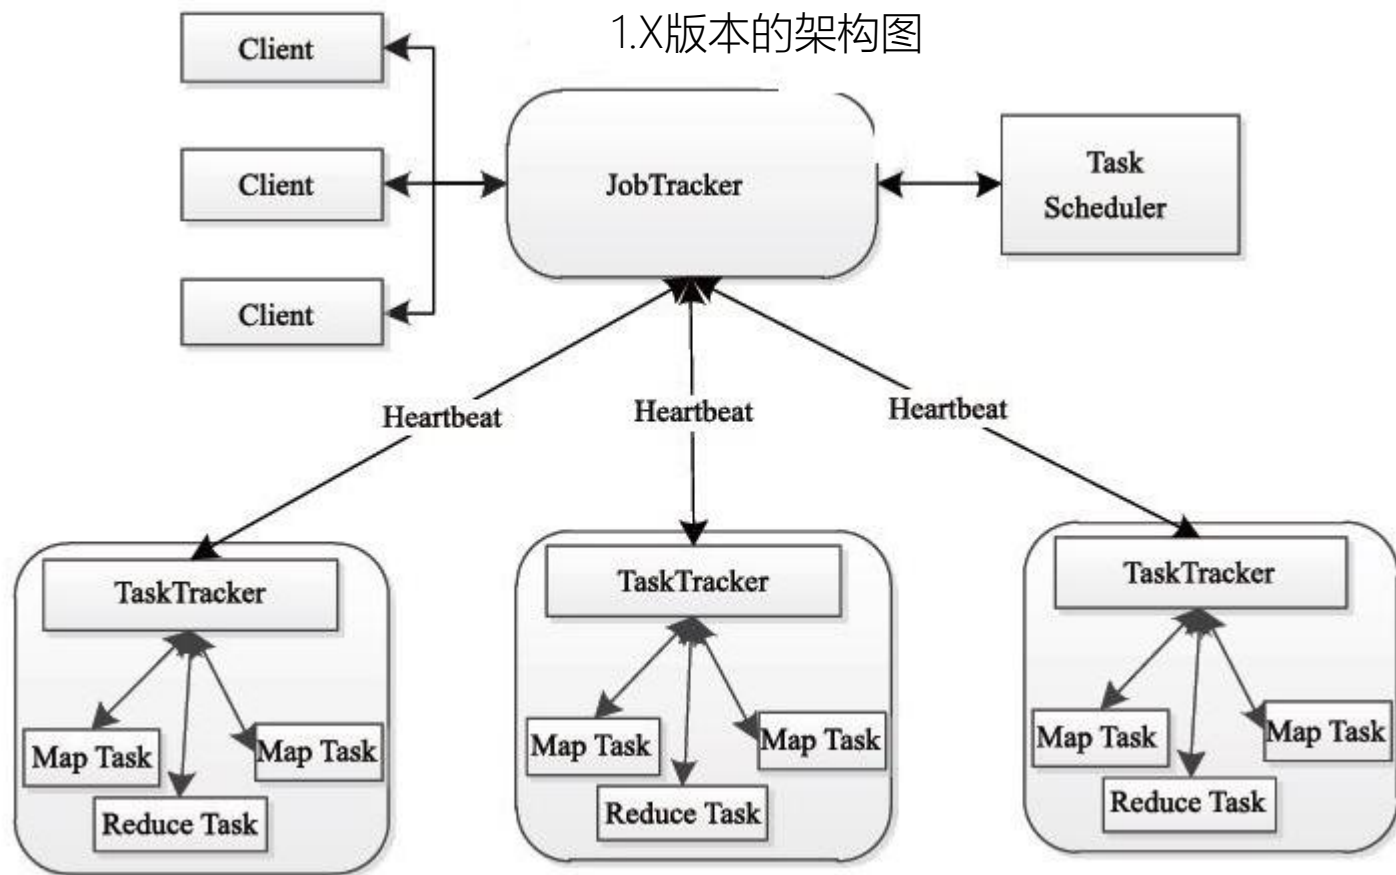 1.X版本的架构图
Client
Client
Client
JobTracker
Task
Scheduler
Heartbeat
Heartbeat
Heartbeat
TaskTracker
Map Task
Map Task
Reduce Task
TaskTracker
Map Task
Map Task
Reduce Task
TaskTracker
Map Task
Map Task
Reduce Task